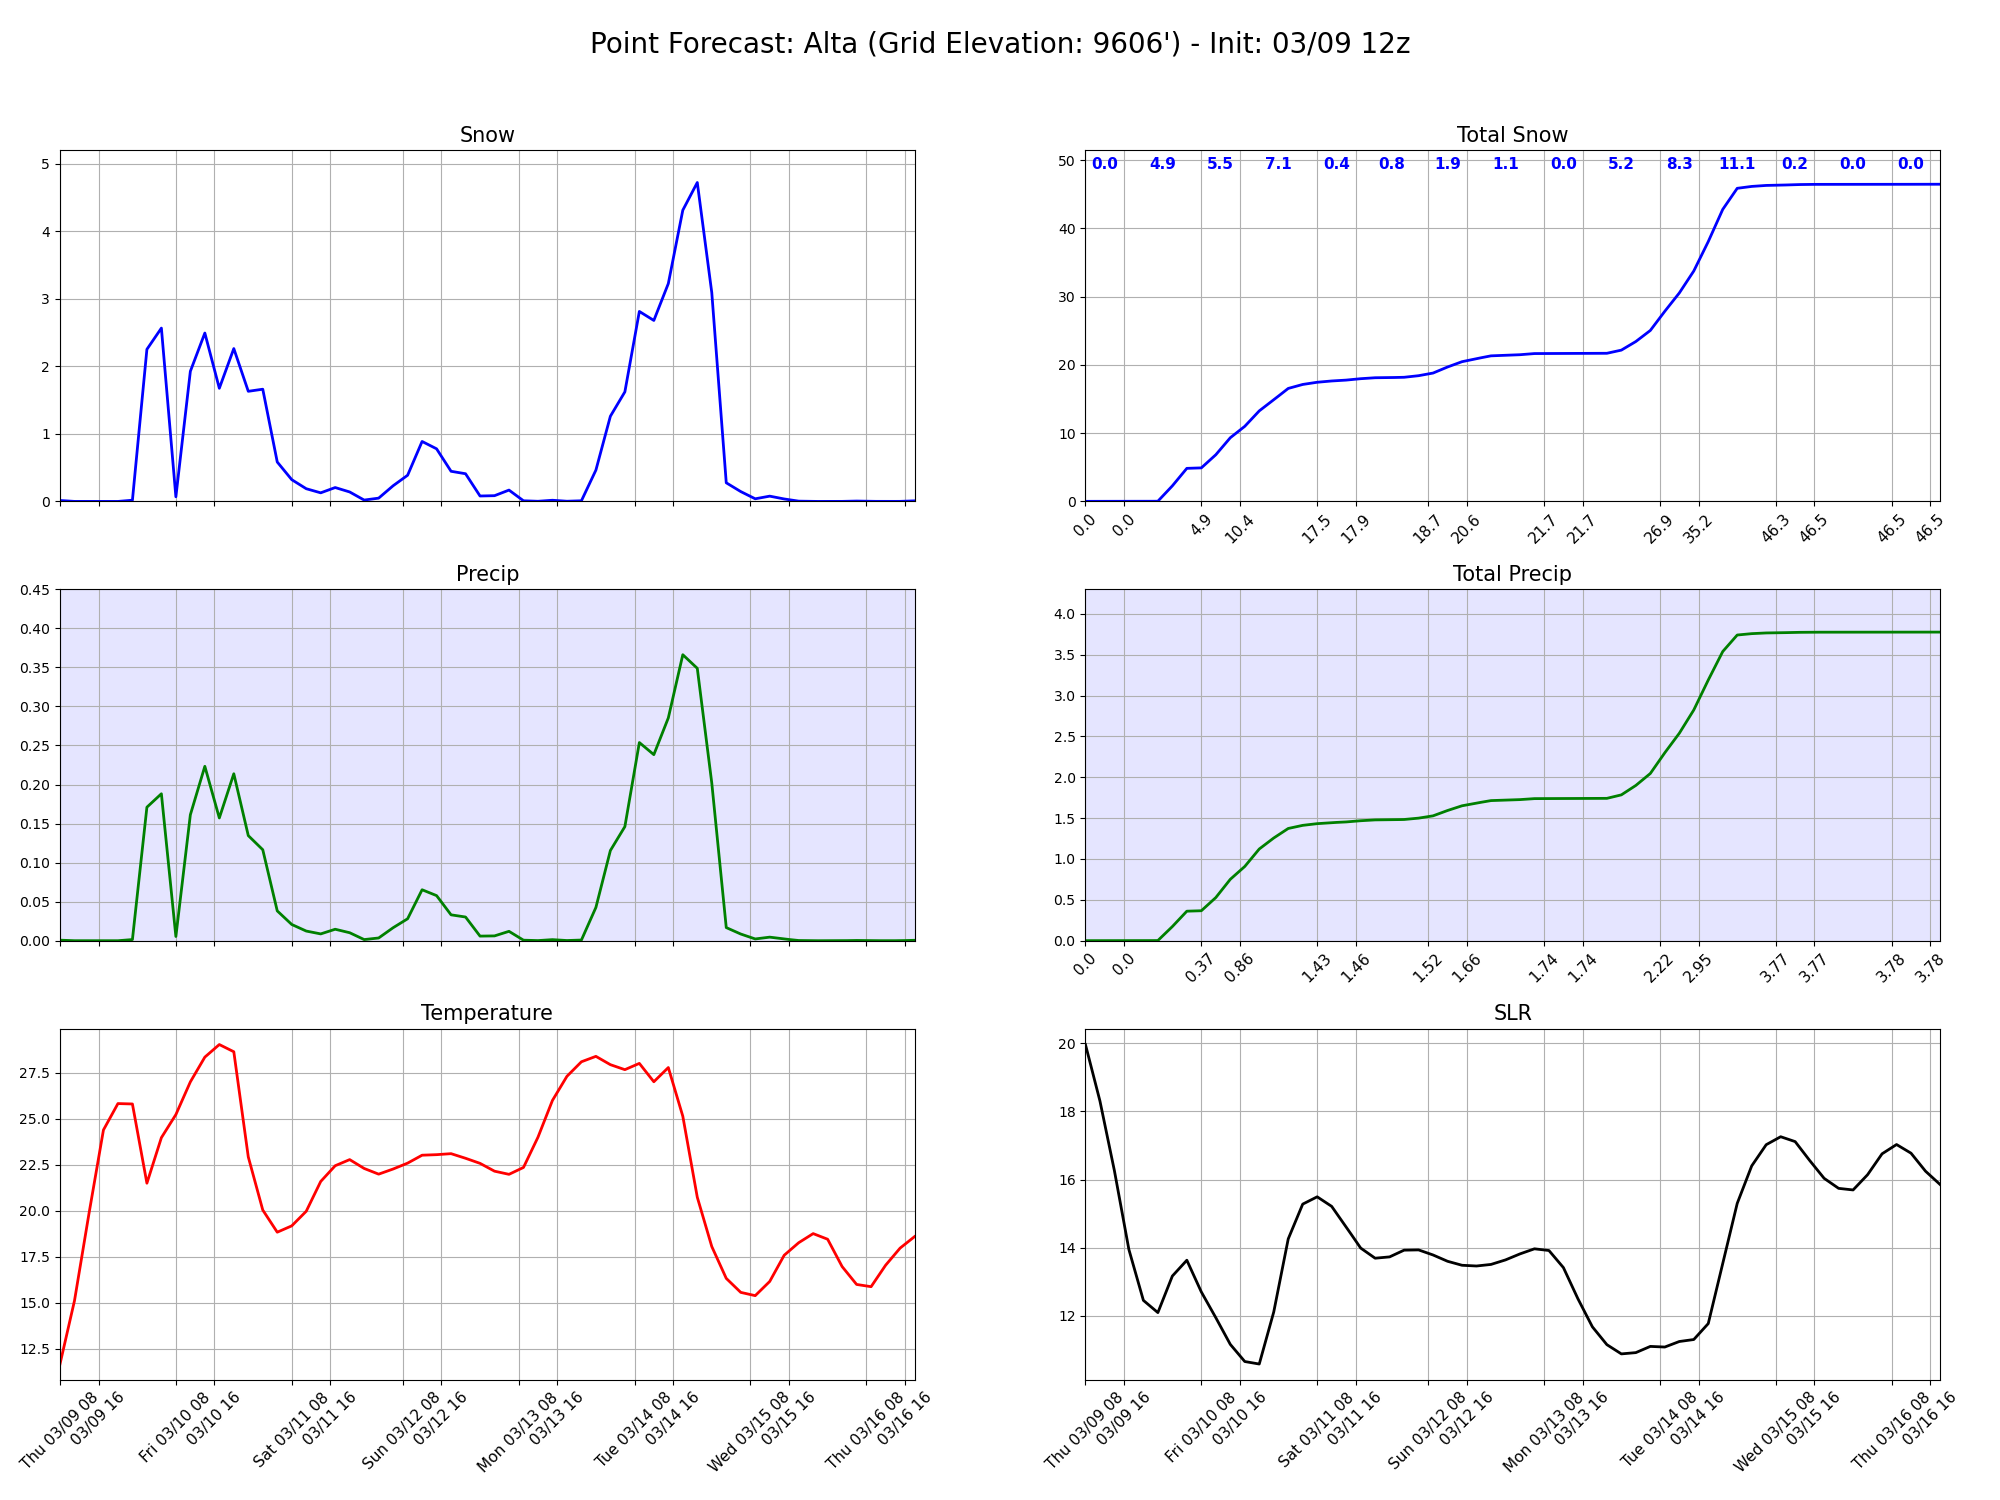 Point Forecast: Alta (Grid Elevation: 9606') - Init: 03/09 12z
Snow
5
4
3
2
1
0
Total Snow
0.0 4.9 5.5 7.1 0.4 0.8 1.9 1.1 0.0 5.2 8.3 11.1 0.2 0.0 0.0
50
40
30
20
10
0
0.0 0.0 4.9 10.4 17.5 17.9 18.7 20.6 21.7 21.7 26.9 35.2 46.3 46.5 46.5 46.5
Precip
0.45
0.40
0.35
0.30
0.25
0.20
0.15
0.10
0.05
0.00
Total Precip
4.0
3.5
3.0
2.5
2.0
1.5
1.0
0.5
0.0
0.0 0.0 0.37 0.86 1.43 1.46 1.52 1.66 1.74 1.74 2.22 2.95 3.77 3.77 3.78 3.78
Temperature
27.5
25.0
22.5
20.0
17.5
15.0
12.5
Thu 03/09 08
03/09 16
Fri 03/10 08
03/10 16
Sat 03/11 08
03/11 16
Sun 03/12 08
03/12 16
Mon 03/13 08
03/13 16
Tue 03/14 08
03/14 16
Wed 03/15 08
03/15 16
Thu 03/16 08
03/16 16
SLR
20
18
16
14
12
Thu 03/09 08
03/09 16
Fri 03/10 08
03/10 16
Sat 03/11 08
03/11 16
Sun 03/12 08
03/12 16
Mon 03/13 08
03/13 16
Tue 03/14 08
03/14 16
Wed 03/15 08
03/15 16
Thu 03/16 08
03/16 16